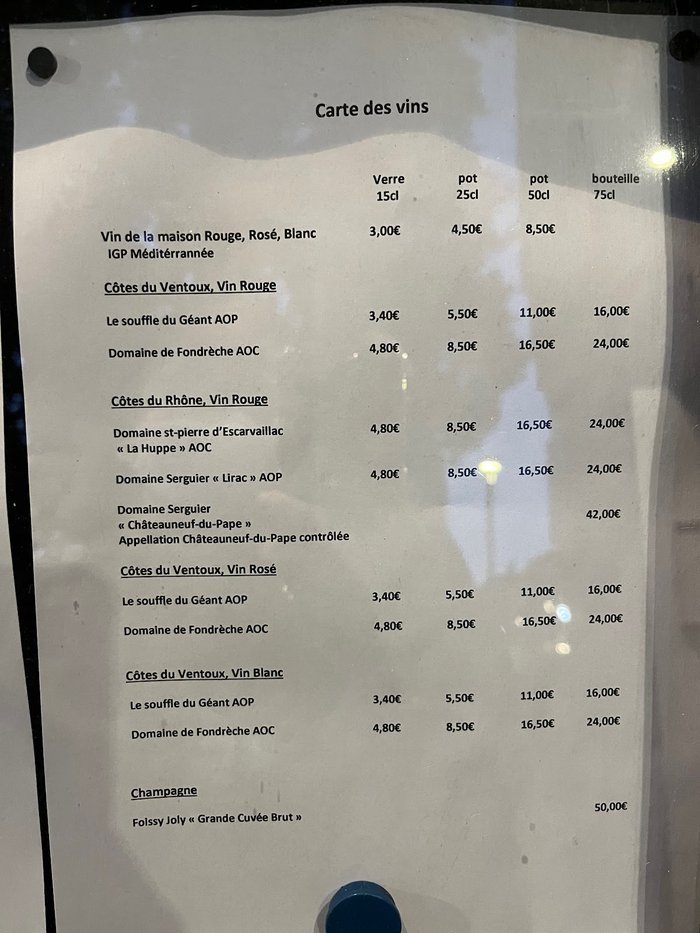 Carte des vins
Verre pot pot bouteille
15cl 25cl 50cl 75cl
Vin de la maison Rouge, Rosé, Blanc 3,00€ 4,50€ 8,50€
IGP Méditérrannée
Côtes du Ventoux, Vin Rouge
Le souffle du Géant AOP 3,40€ 5,50€ 11,00€ 16,00€
Domaine de Fondrèche AOC 4,80€ 8,50€ 16,50€ 24,00€
Côtes du Rhône, Vin Rouge
Domaine st-pierre d’Escarvaillac 4,80€ 8,50€ 16,50€ 24,00€
« La Huppe » AOC
Domaine Serguier « Lirac » AOP 4,80€ 8,50€ 16,50€ 24,00€
Domaine Serguier
« Châteauneuf-du-Pape » 42,00€
Appellation Châteauneuf-du-Pape contrôlée
Côtes du Ventoux, Vin Rosé
Le souffle du Géant AOP 3,40€ 5,50€ 11,00€ 16,00€
Domaine de Fondrèche AOC 4,80€ 8,50€ 16,50€ 24,00€
Côtes du Ventoux, Vin Blanc
Le souffle du Géant AOP 3,40€ 5,50€ 11,00€ 16,00€
Domaine de Fondrèche AOC 4,80€ 8,50€ 16,50€ 24,00€
Champagne
Foissy Joly « Grande Cuvée Brut » 50,00€